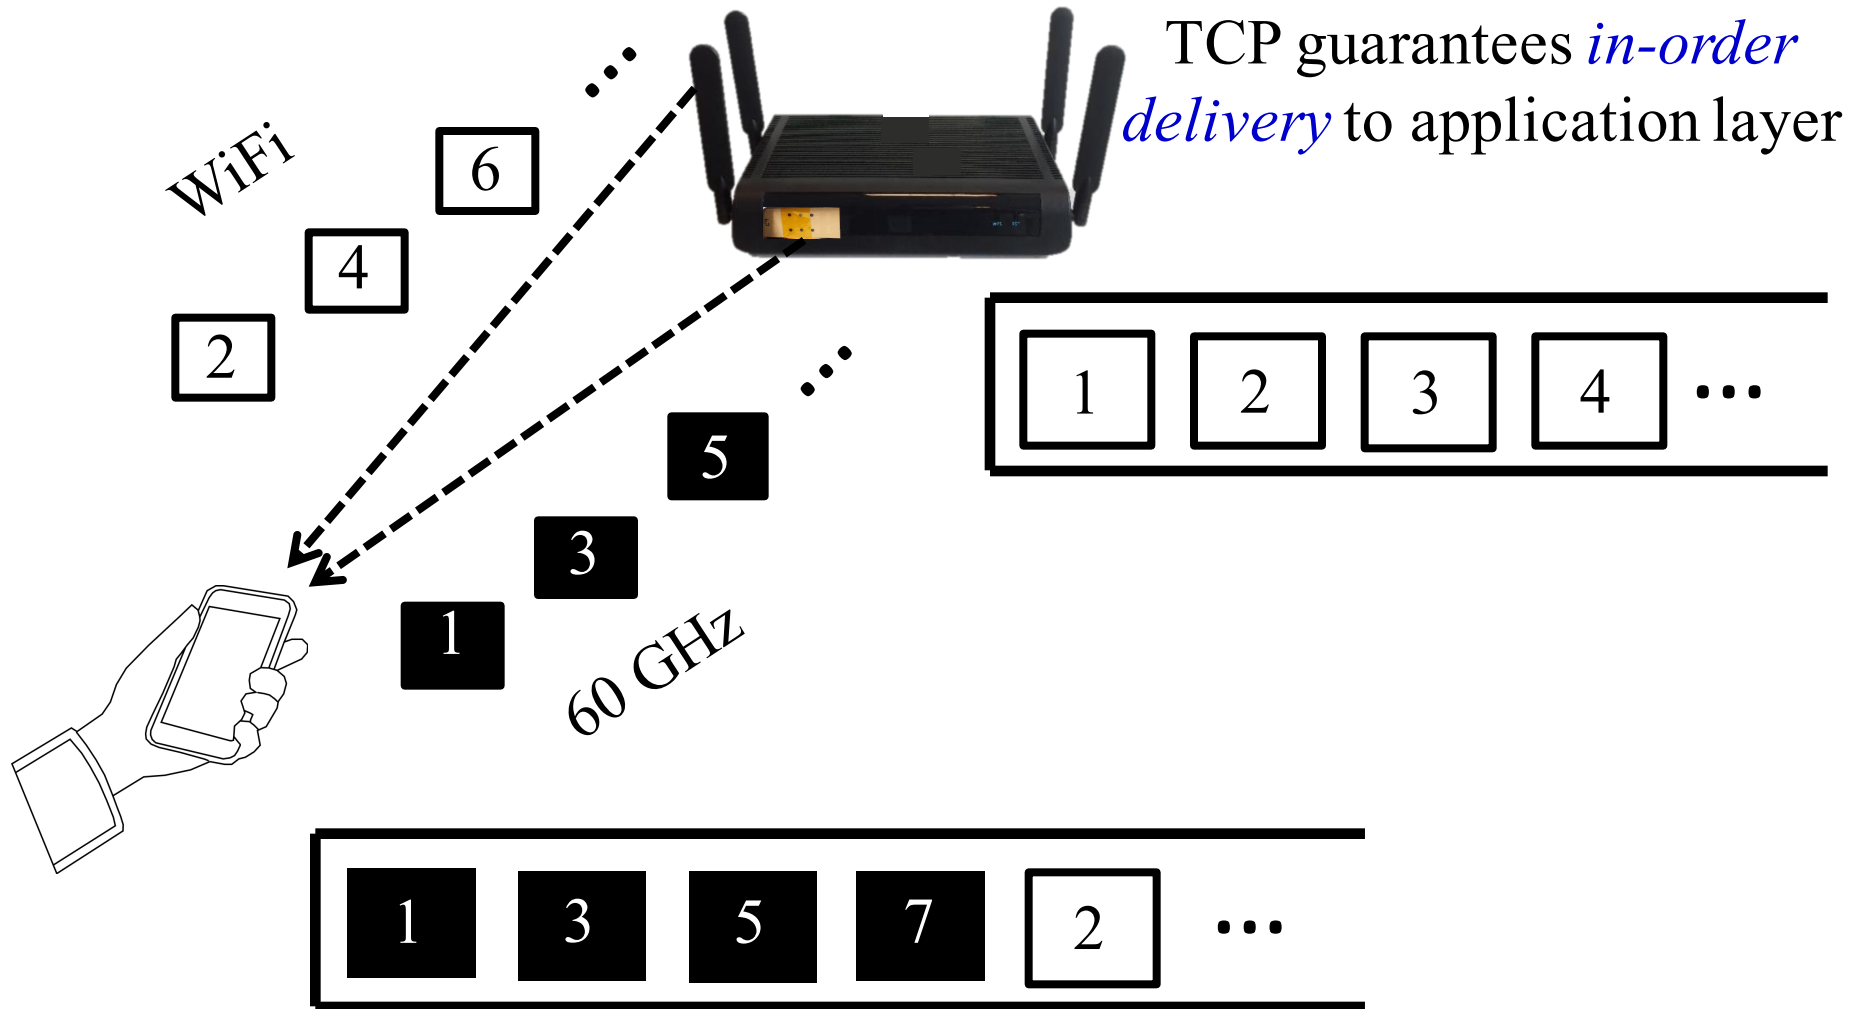 TCP guarantees in-order
delivery to application layer
WiFi
6
4
2
1 2 3 4 ...
5
3
1
60 GHz
1 3 5 7 2 ...